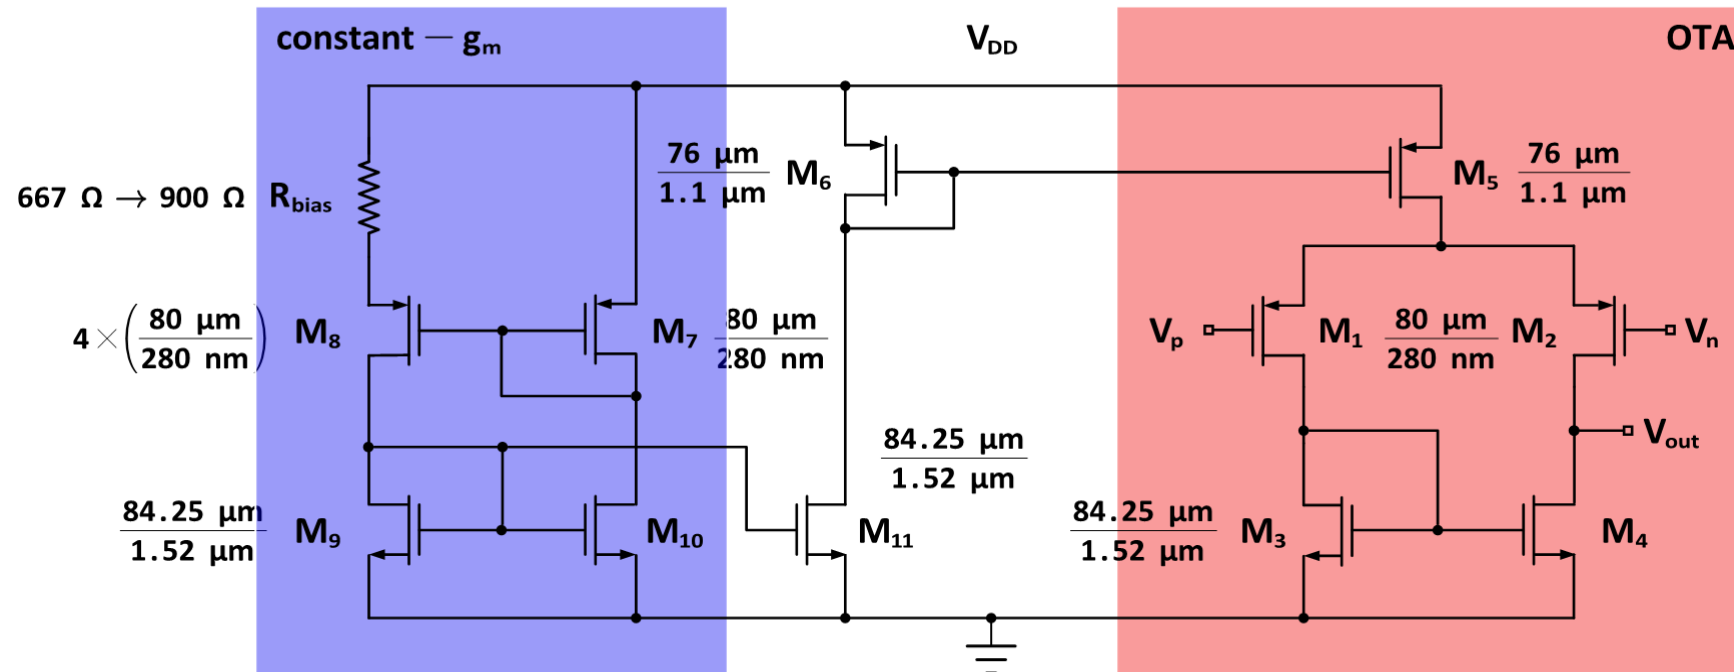 constant − gm
VDD
OTA
76 μm
1.1 μm
M6
M5
76 μm
1.1 μm
667 Ω → 900 Ω Rbias
4 × (80 μm
280 nm)
M8
M7
80 μm
280 nm
Vp
M1
80 μm
280 nm
M2
Vn
84.25 μm
1.52 μm
Vout
84.25 μm
1.52 μm
M9
M10
M11
84.25 μm
1.52 μm
M3
M4